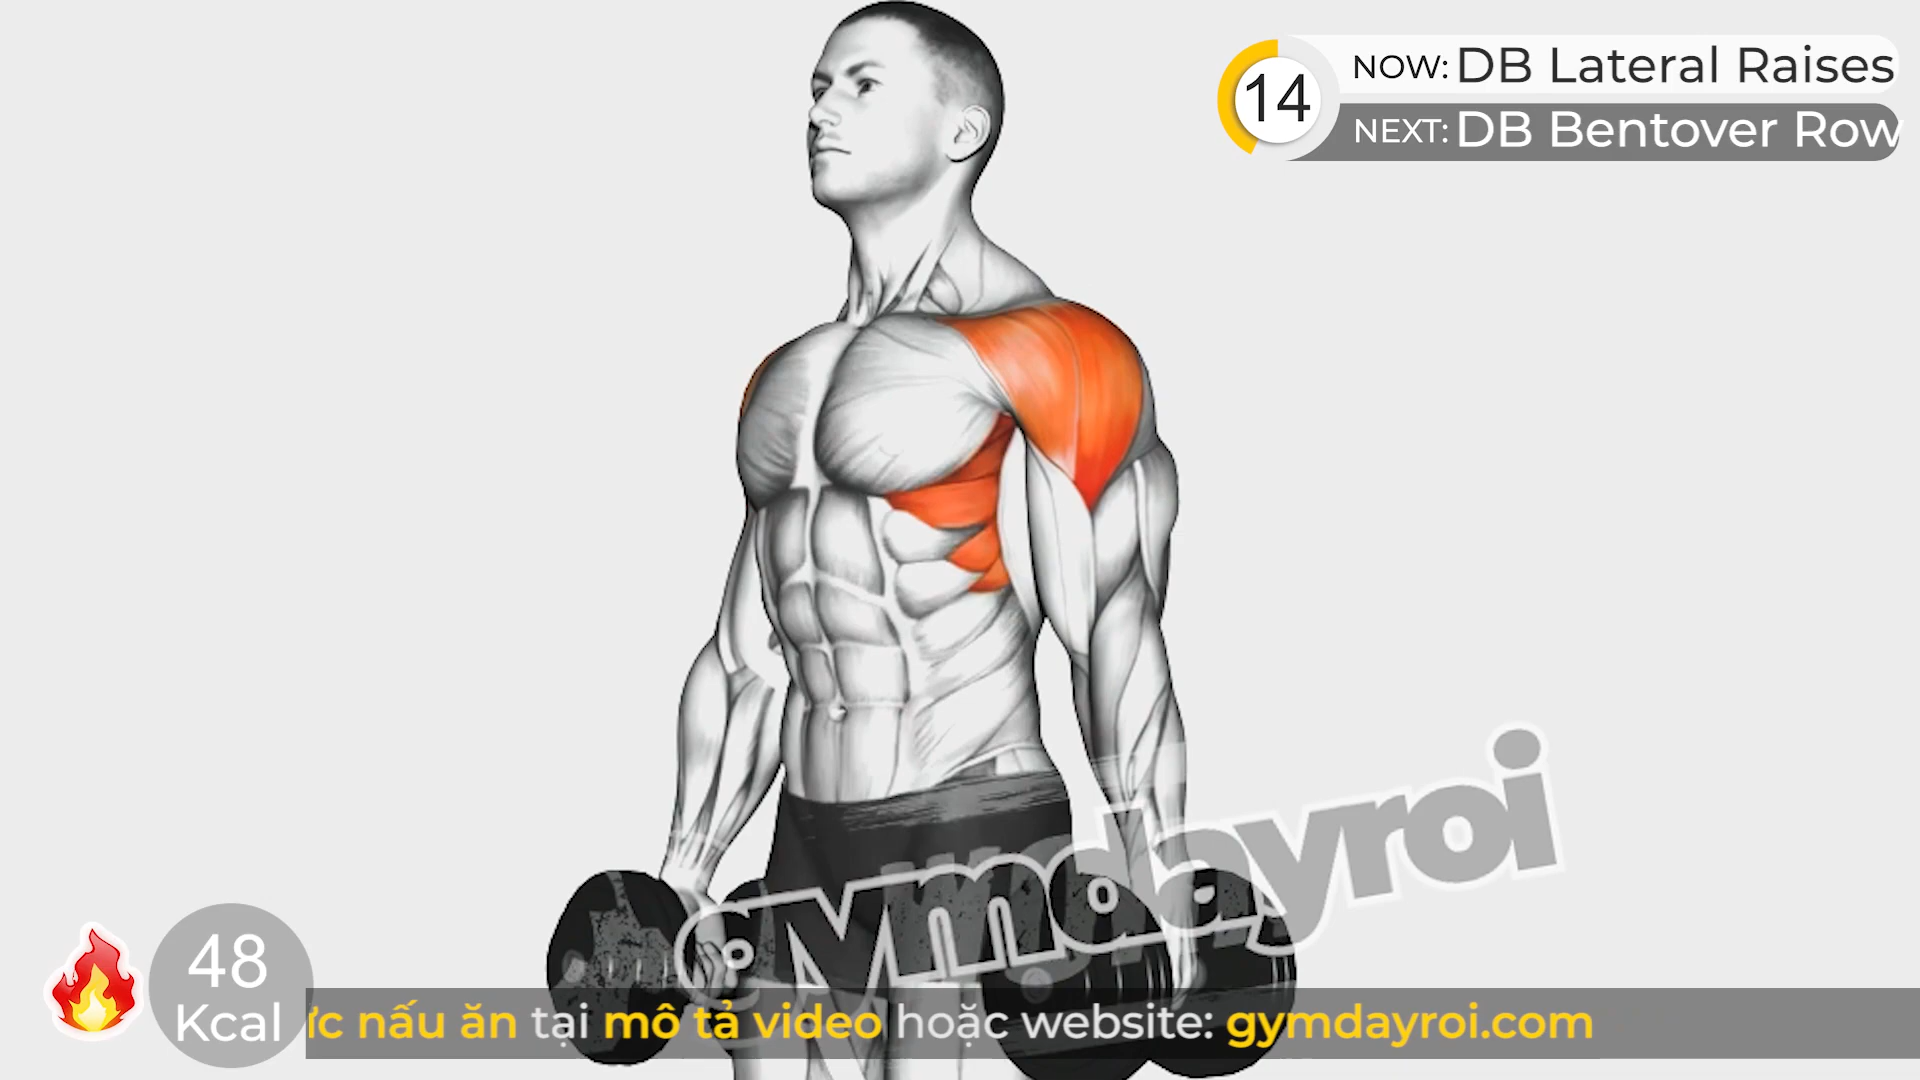 14
NOW: DB Lateral Raises
NEXT: DB Bentover Row
gymdayroi
48
Kcal
nấu ăn tại mô tả video hoặc website: gymdayroi.com